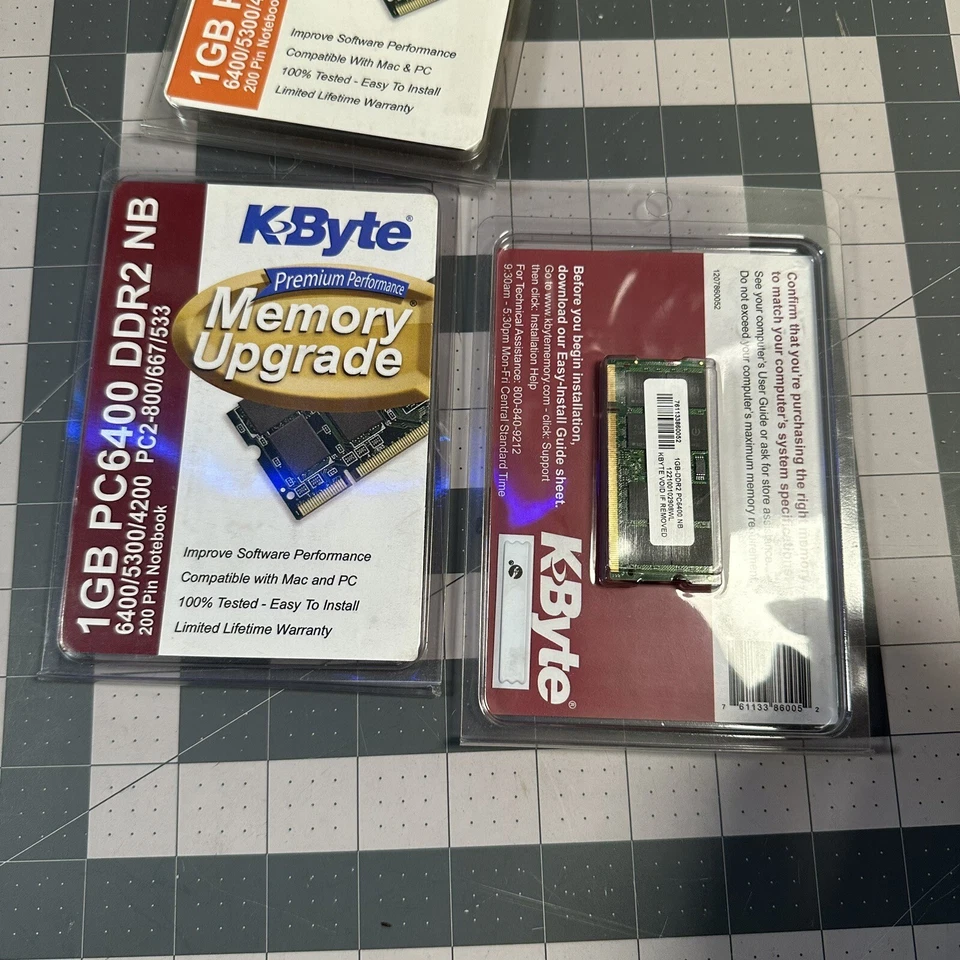 1GB P
6400/5300/4
200 Pin Notebo
Improve Software Performance
Compatible With Mac & PC
100% Tested - Easy To Install
Limited Lifetime Warranty
1GB PC6400 DDR2 NB
6400/5300/4200 PC2-800/667/533
200 Pin Notebook
KByte®
Premium Performance
Memory®
Upgrade
Improve Software Performance
Compatible with Mac and PC
100% Tested - Easy To Install
Limited Lifetime Warranty
Confirm that you're purchasing the right memory
to match your computer's system
See your computer's User Guide or ask for store
Do not exceed your computer's maximum memory
1207860052
761133860052
1GB-DDR2 PC6400 NB
KBYTE VOID IF REMOVED
Before you begin installation,
download our Easy-Install Guide sheet.
Go to www.kbytememory.com - click: Support
then click: Installation Help
For Technical Assistance: 800-840-9212
9:30am - 5:30pm Mon-Fri Central Standard Time
KByte®
7 61133 86005 2